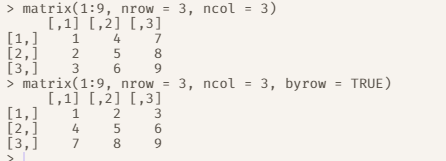 > matrix(1:9, nrow = 3, ncol = 3)
     [,1] [,2] [,3]
[1,]    1    4    7
[2,]    2    5    8
[3,]    3    6    9
> matrix(1:9, nrow = 3, ncol = 3, byrow = TRUE)
     [,1] [,2] [,3]
[1,]    1    2    3
[2,]    4    5    6
[3,]    7    8    9
>